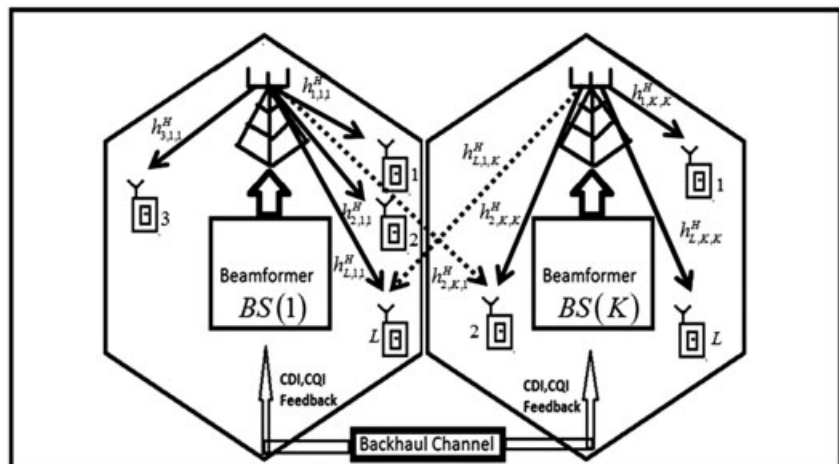 h^H_{1,1,1}
h^H_{3,1,1}
1
3
h^H_{2,1,1}
2
Beamformer
BS(1)
h^H_{L,1,1}
L
CDI,CQI
Feedback
h^H_{1,K,K}
h^H_{L,1,K}
1
h^H_{2,K,K}
h^H_{L,K,K}
h^H_{2,K,1}
Beamformer
BS(K)
2
L
CDI,CQI
Feedback
Backhaul Channel